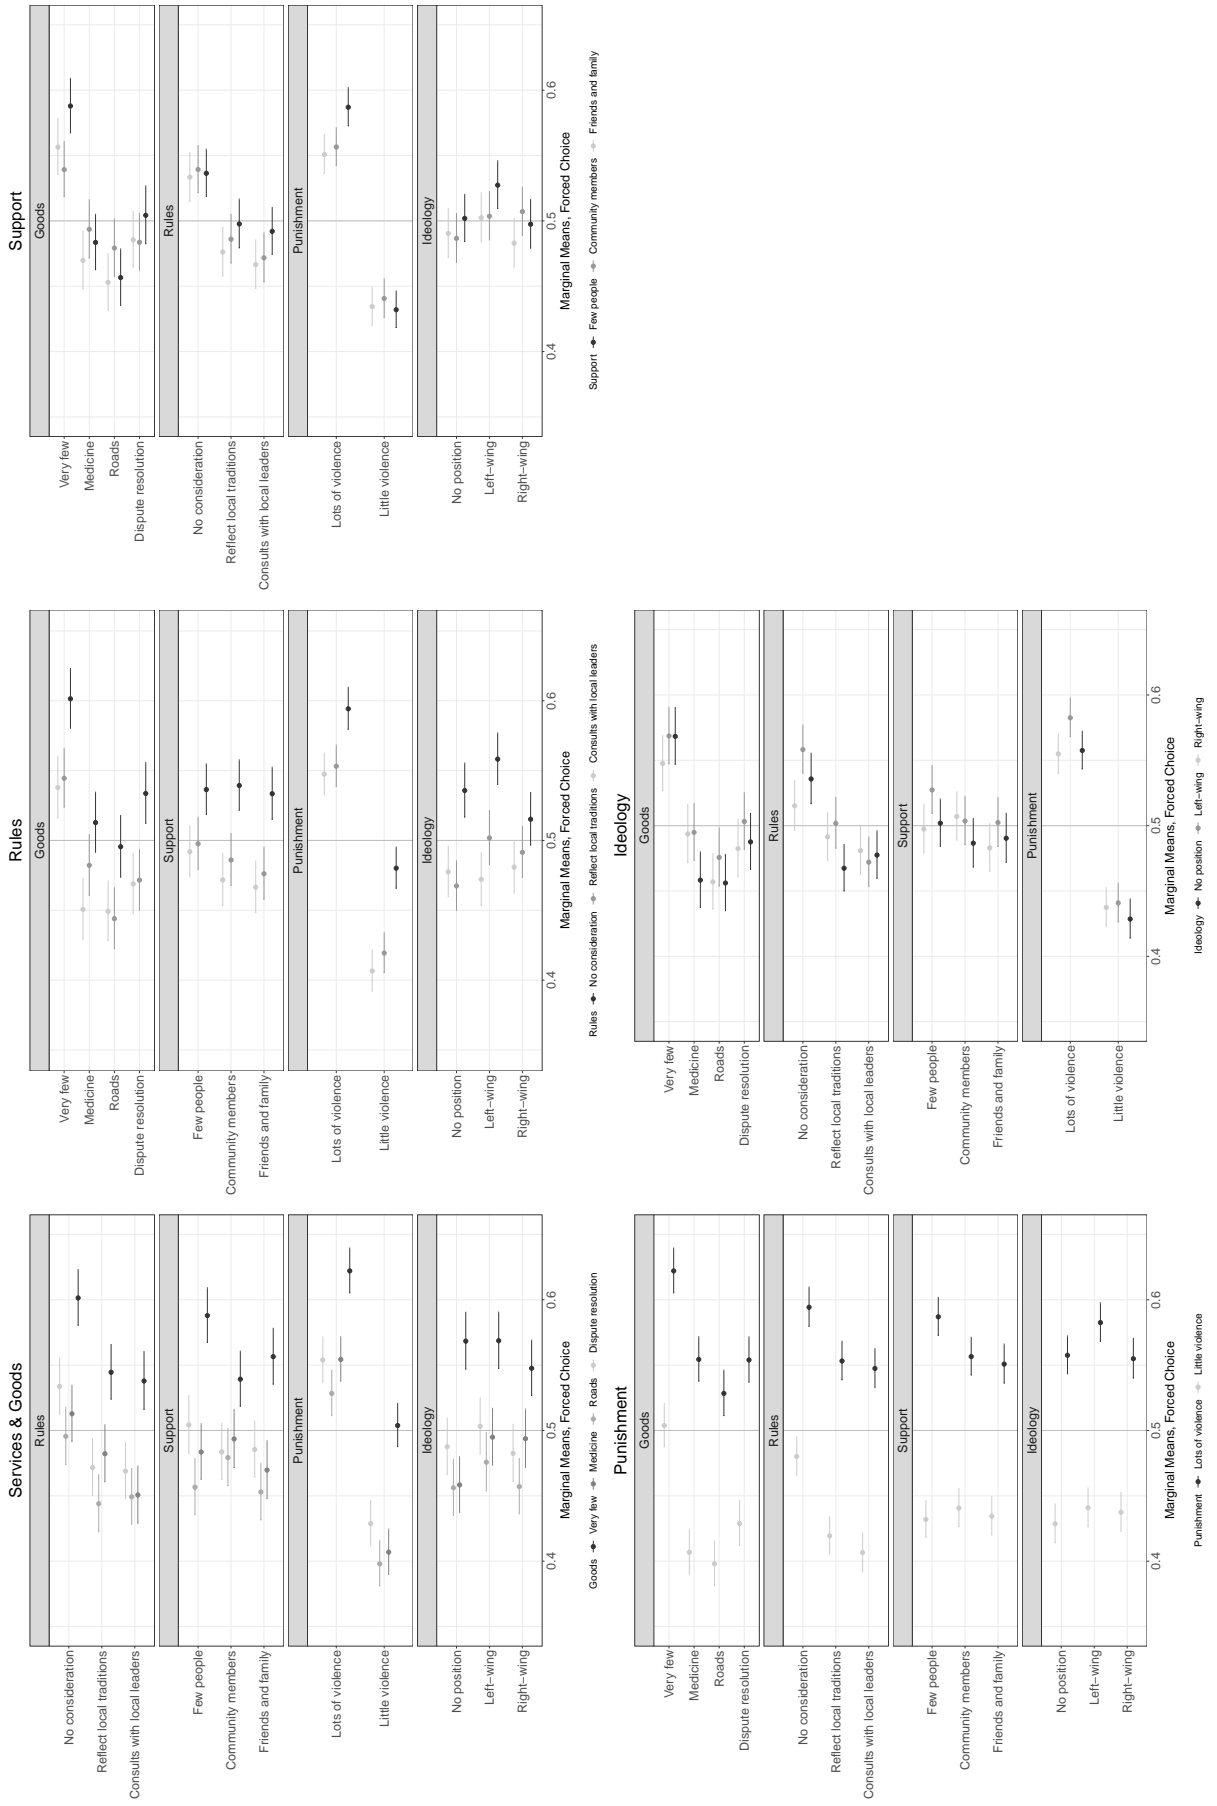 Services & Goods
Rules
No consideration
Reflect local traditions
Consults with local leaders
Support
Few people
Community members
Friends and family
Punishment
Lots of violence
Little violence
Ideology
No position
Left−wing
Right−wing
0.4 0.5 0.6
Marginal Means, Forced Choice
Goods Very few Medicine Roads Dispute resolution
Rules
Goods
Very few
Medicine
Roads
Dispute resolution
Support
Few people
Community members
Friends and family
Punishment
Lots of violence
Little violence
Ideology
No position
Left−wing
Right−wing
0.4 0.5 0.6
Marginal Means, Forced Choice
Rules No consideration Reflect local traditions Consults with local leaders
Support
Goods
Very few
Medicine
Roads
Dispute resolution
Rules
No consideration
Reflect local traditions
Consults with local leaders
Punishment
Lots of violence
Little violence
Ideology
No position
Left−wing
Right−wing
0.4 0.5 0.6
Marginal Means, Forced Choice
Support Few people Community members Friends and family
Punishment
Goods
Very few
Medicine
Roads
Dispute resolution
Rules
No consideration
Reflect local traditions
Consults with local leaders
Support
Few people
Community members
Friends and family
Ideology
No position
Left−wing
Right−wing
0.4 0.5 0.6
Marginal Means, Forced Choice
Punishment Lots of violence Little violence
Ideology
Goods
Very few
Medicine
Roads
Dispute resolution
Rules
No consideration
Reflect local traditions
Consults with local leaders
Support
Few people
Community members
Friends and family
Punishment
Lots of violence
Little violence
0.4 0.5 0.6
Marginal Means, Forced Choice
Ideology No position Left−wing Right−wing